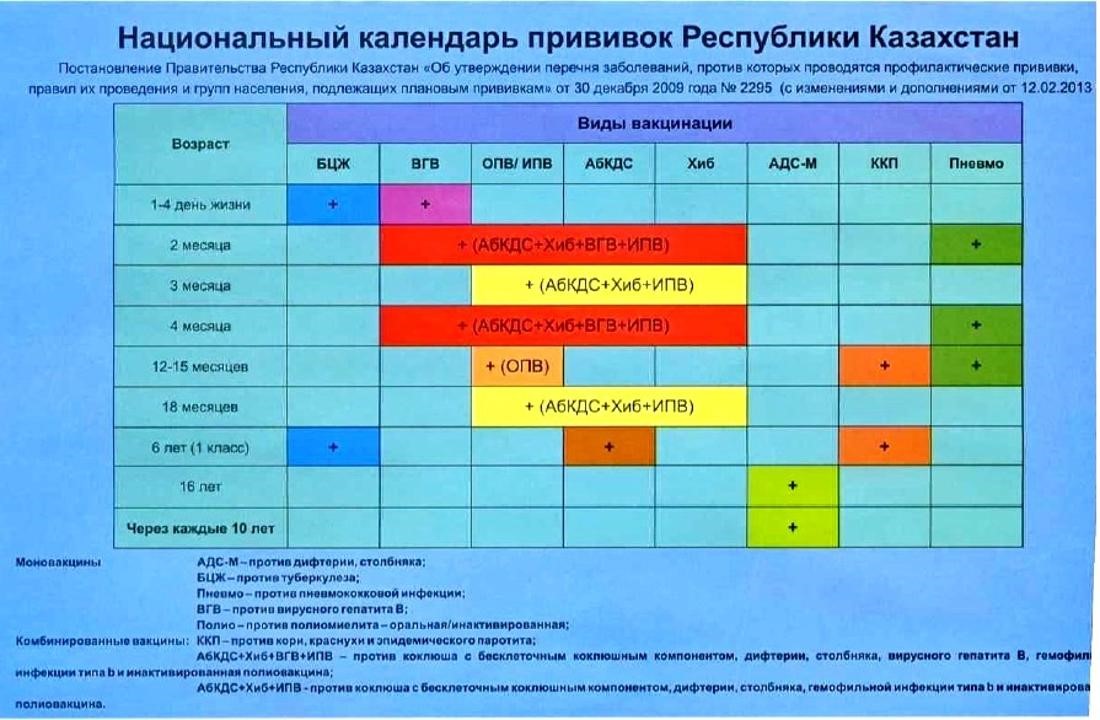 Национальный календарь прививок Республики Казахстан
Постановление Правительства Республики Казахстан «Об утверждении перечня заболеваний, против которых проводятся профилактические прививки,
правил их проведения и групп населения, подлежащих плановым прививкам» от 30 декабря 2009 года № 2295 (с изменениями и дополнениями от 12.02.2013
Возраст Виды вакцинации
БЦЖ ВГВ ОПВ/ ИПВ АбКДС Хиб АДС-М ККП Пневмо
1-4 день жизни + +
2 месяца + (АбКДС+Хиб+ВГВ+ИПВ) +
3 месяца + (АбКДС+Хиб+ИПВ)
4 месяца + (АбКДС+Хиб+ВГВ+ИПВ) +
12-15 месяцев + (ОПВ) + +
18 месяцев + (АбКДС+Хиб+ИПВ)
6 лет (1 класс) + + +
16 лет +
Через каждые 10 лет +
Моновакцины АДС-М – против дифтерии, столбняка;
БЦЖ – против туберкулеза;
Пневмо – против пневмококковой инфекции;
ВГВ – против вирусного гепатита В;
Полио – против полиомиелита – оральная/инактивированная;
Комбинированные вакцины: ККП – против кори, краснухи и эпидемического паротита;
АбКДС+Хиб+ВГВ+ИПВ – против коклюша с бесклеточным коклюшным компонентом, дифтерии, столбняка, вирусного гепатита В, гемофил
инфекции типа b и инактивированная полиовакцина;
АбКДС+Хиб+ИПВ - против коклюша с бесклеточным коклюшным компонентом, дифтерии, столбняка, гемофильной инфекции типа b и инактивирова
полиовакцина.